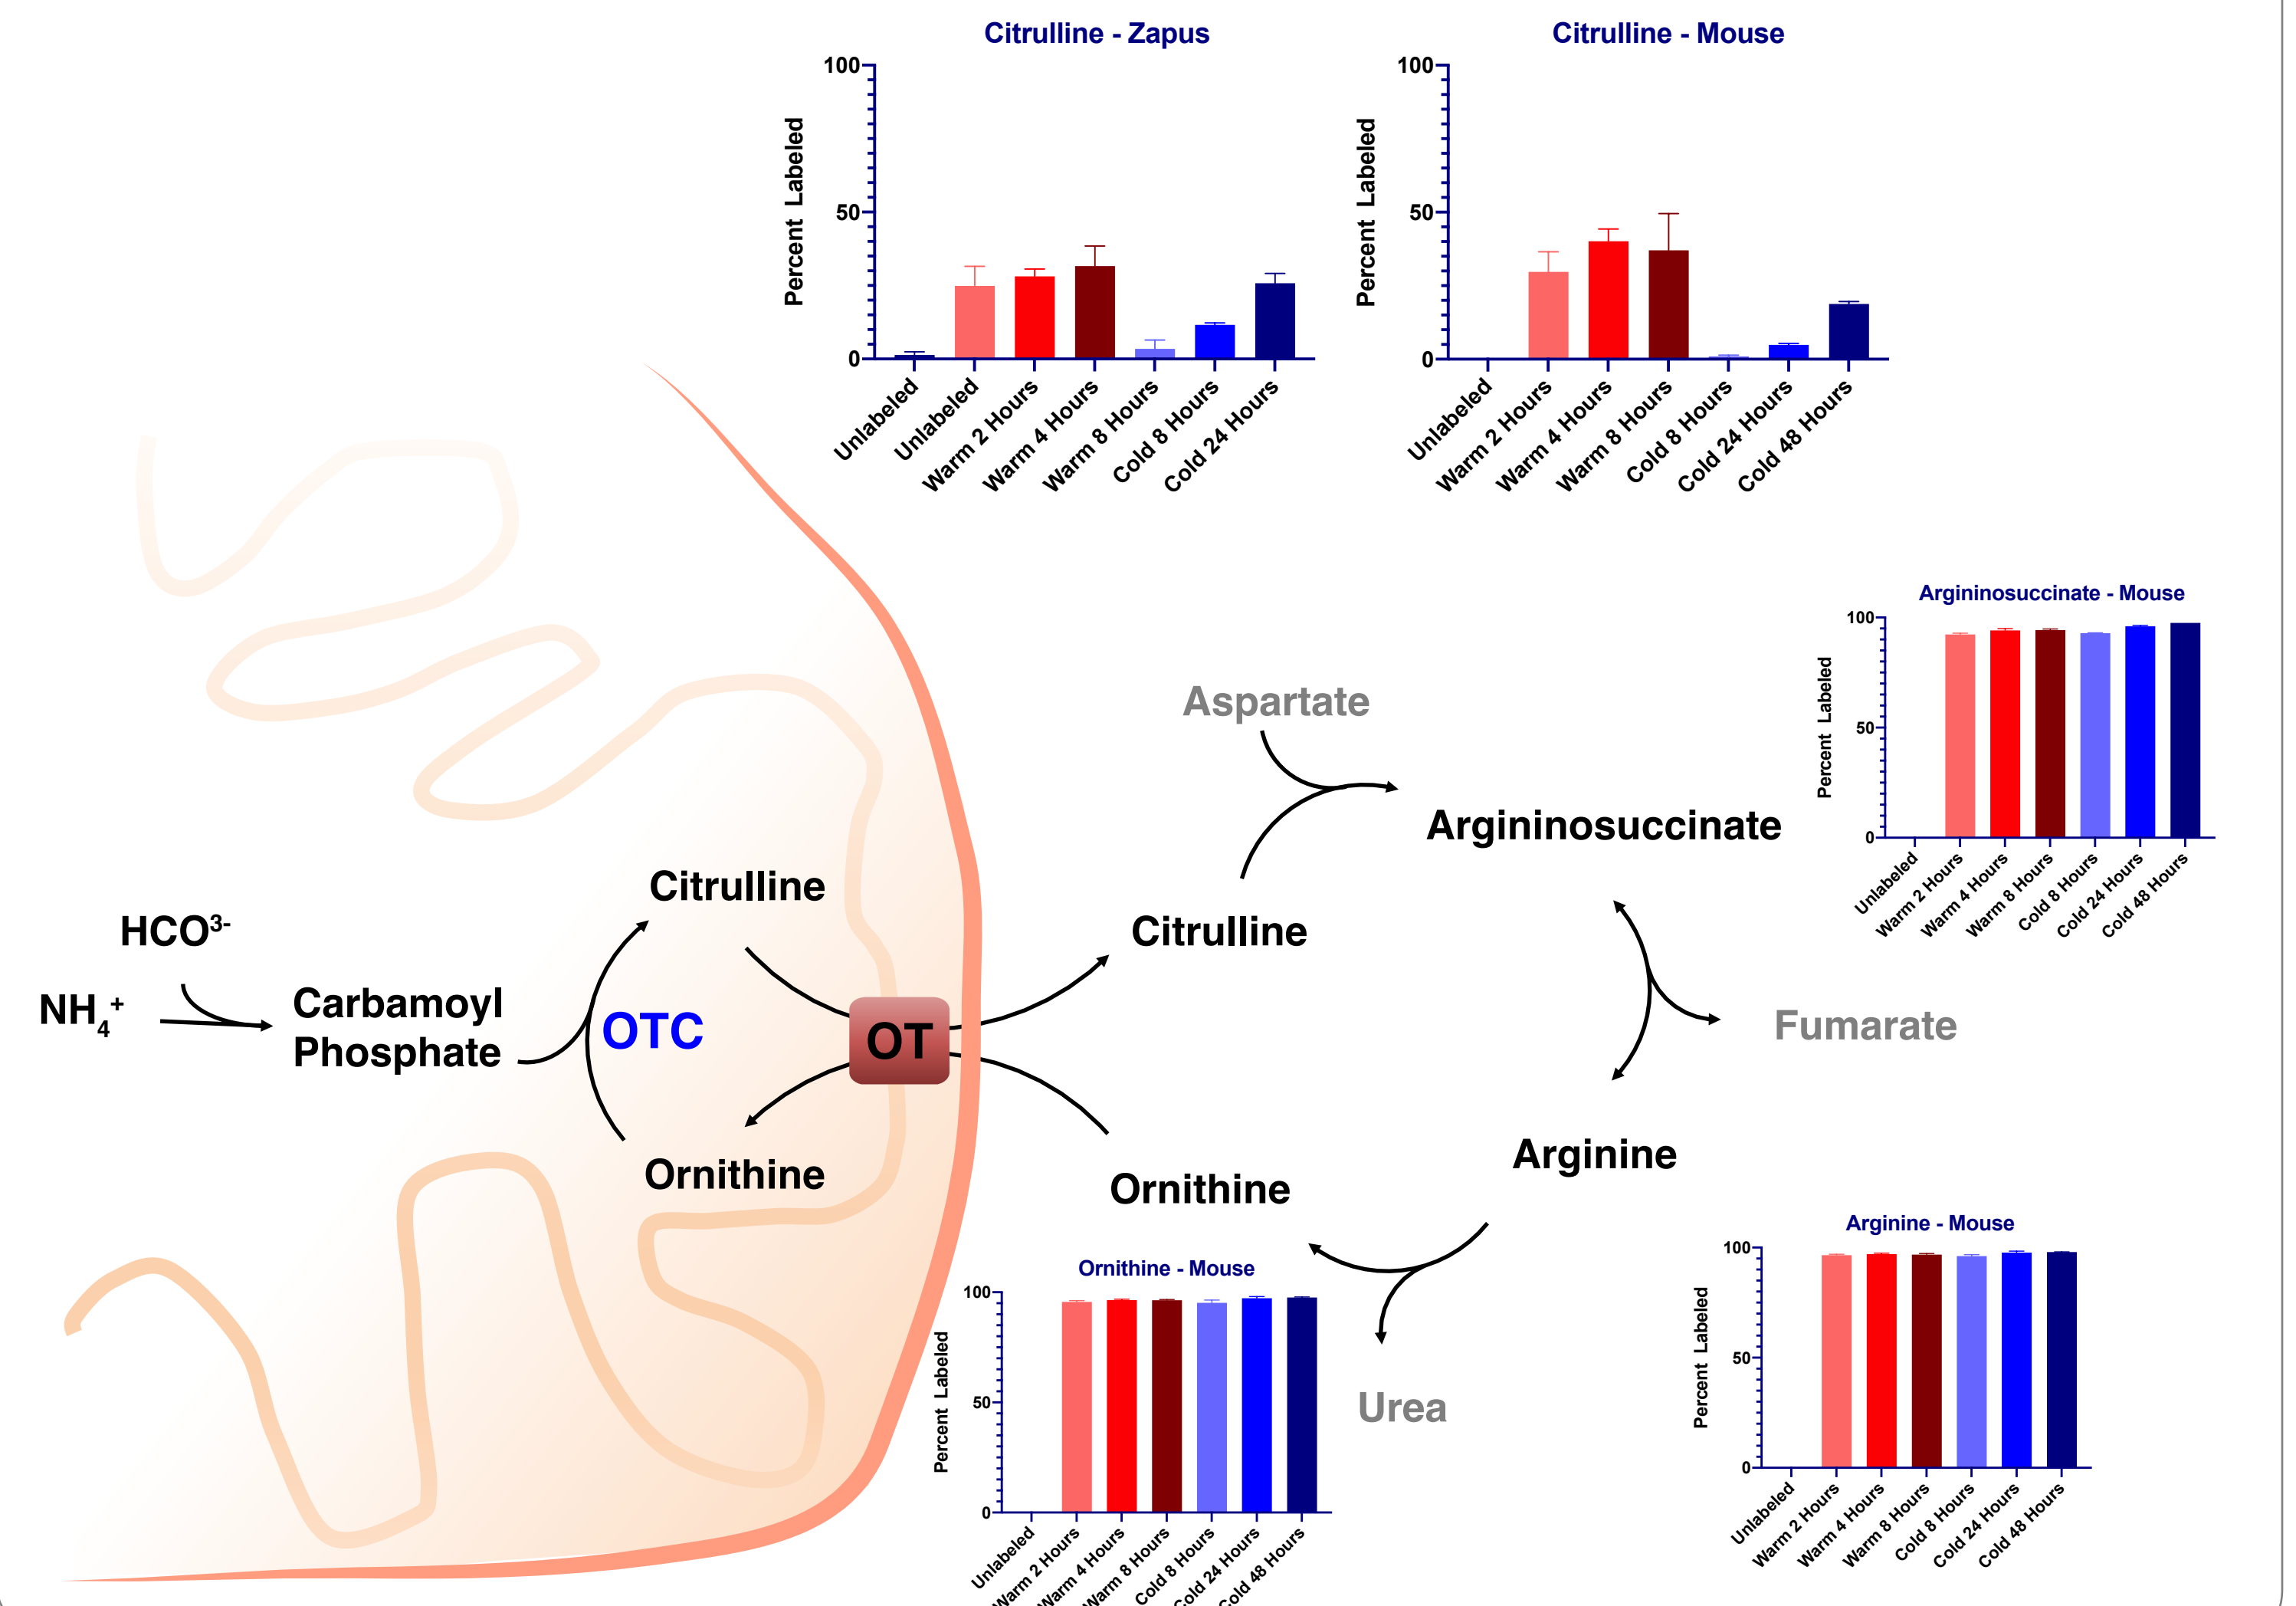 Citrulline - Zapus
Percent Labeled
100
50
0
Unlabeled
Unlabeled
Warm 2 Hours
Warm 4 Hours
Warm 8 Hours
Cold 8 Hours
Cold 24 Hours
Citrulline - Mouse
Percent Labeled
100
50
0
Unlabeled
Warm 2 Hours
Warm 4 Hours
Warm 8 Hours
Cold 8 Hours
Cold 24 Hours
Cold 48 Hours
Argininosuccinate - Mouse
Percent Labeled
100
50
0
Unlabeled
Warm 2 Hours
Warm 4 Hours
Warm 8 Hours
Cold 8 Hours
Cold 24 Hours
Cold 48 Hours
Aspartate
Argininosuccinate
Citrulline
HCO³⁻
Citrulline
NH₄⁺
Carbamoyl
Phosphate
OTC
OT
Fumarate
Ornithine
Ornithine
Arginine
Urea
Ornithine - Mouse
Percent Labeled
100
50
0
Unlabeled
Warm 2 Hours
Warm 4 Hours
Warm 8 Hours
Cold 8 Hours
Cold 24 Hours
Cold 48 Hours
Arginine - Mouse
Percent Labeled
100
50
0
Unlabeled
Warm 2 Hours
Warm 4 Hours
Warm 8 Hours
Cold 8 Hours
Cold 24 Hours
Cold 48 Hours